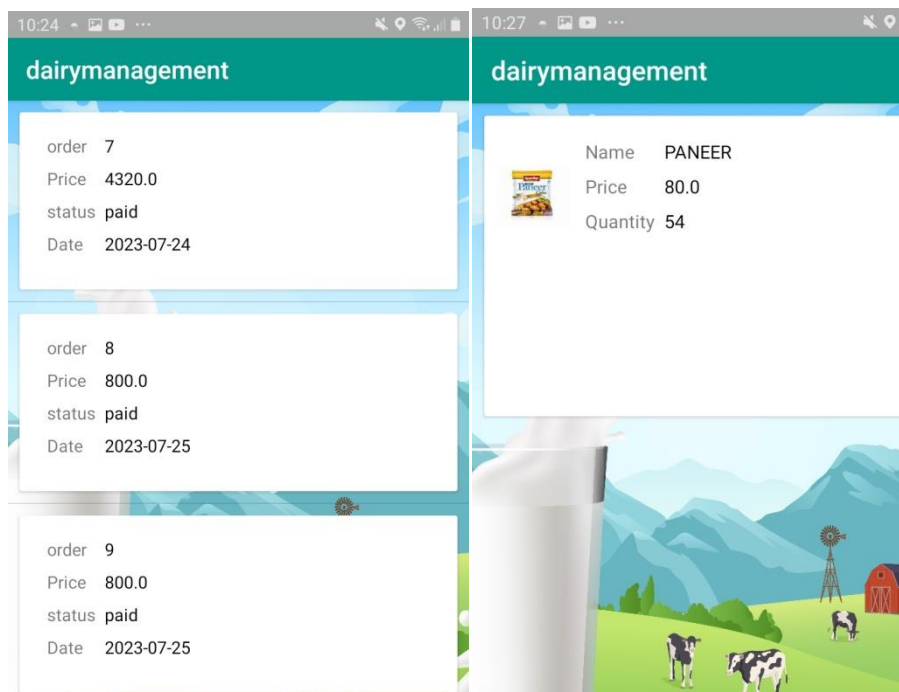 10:24
dairymanagement
order 7
Price 4320.0
status paid
Date 2023-07-24
order 8
Price 800.0
status paid
Date 2023-07-25
order 9
Price 800.0
status paid
Date 2023-07-25
10:27
dairymanagement
Paneer
Name PANEER
Price 80.0
Quantity 54